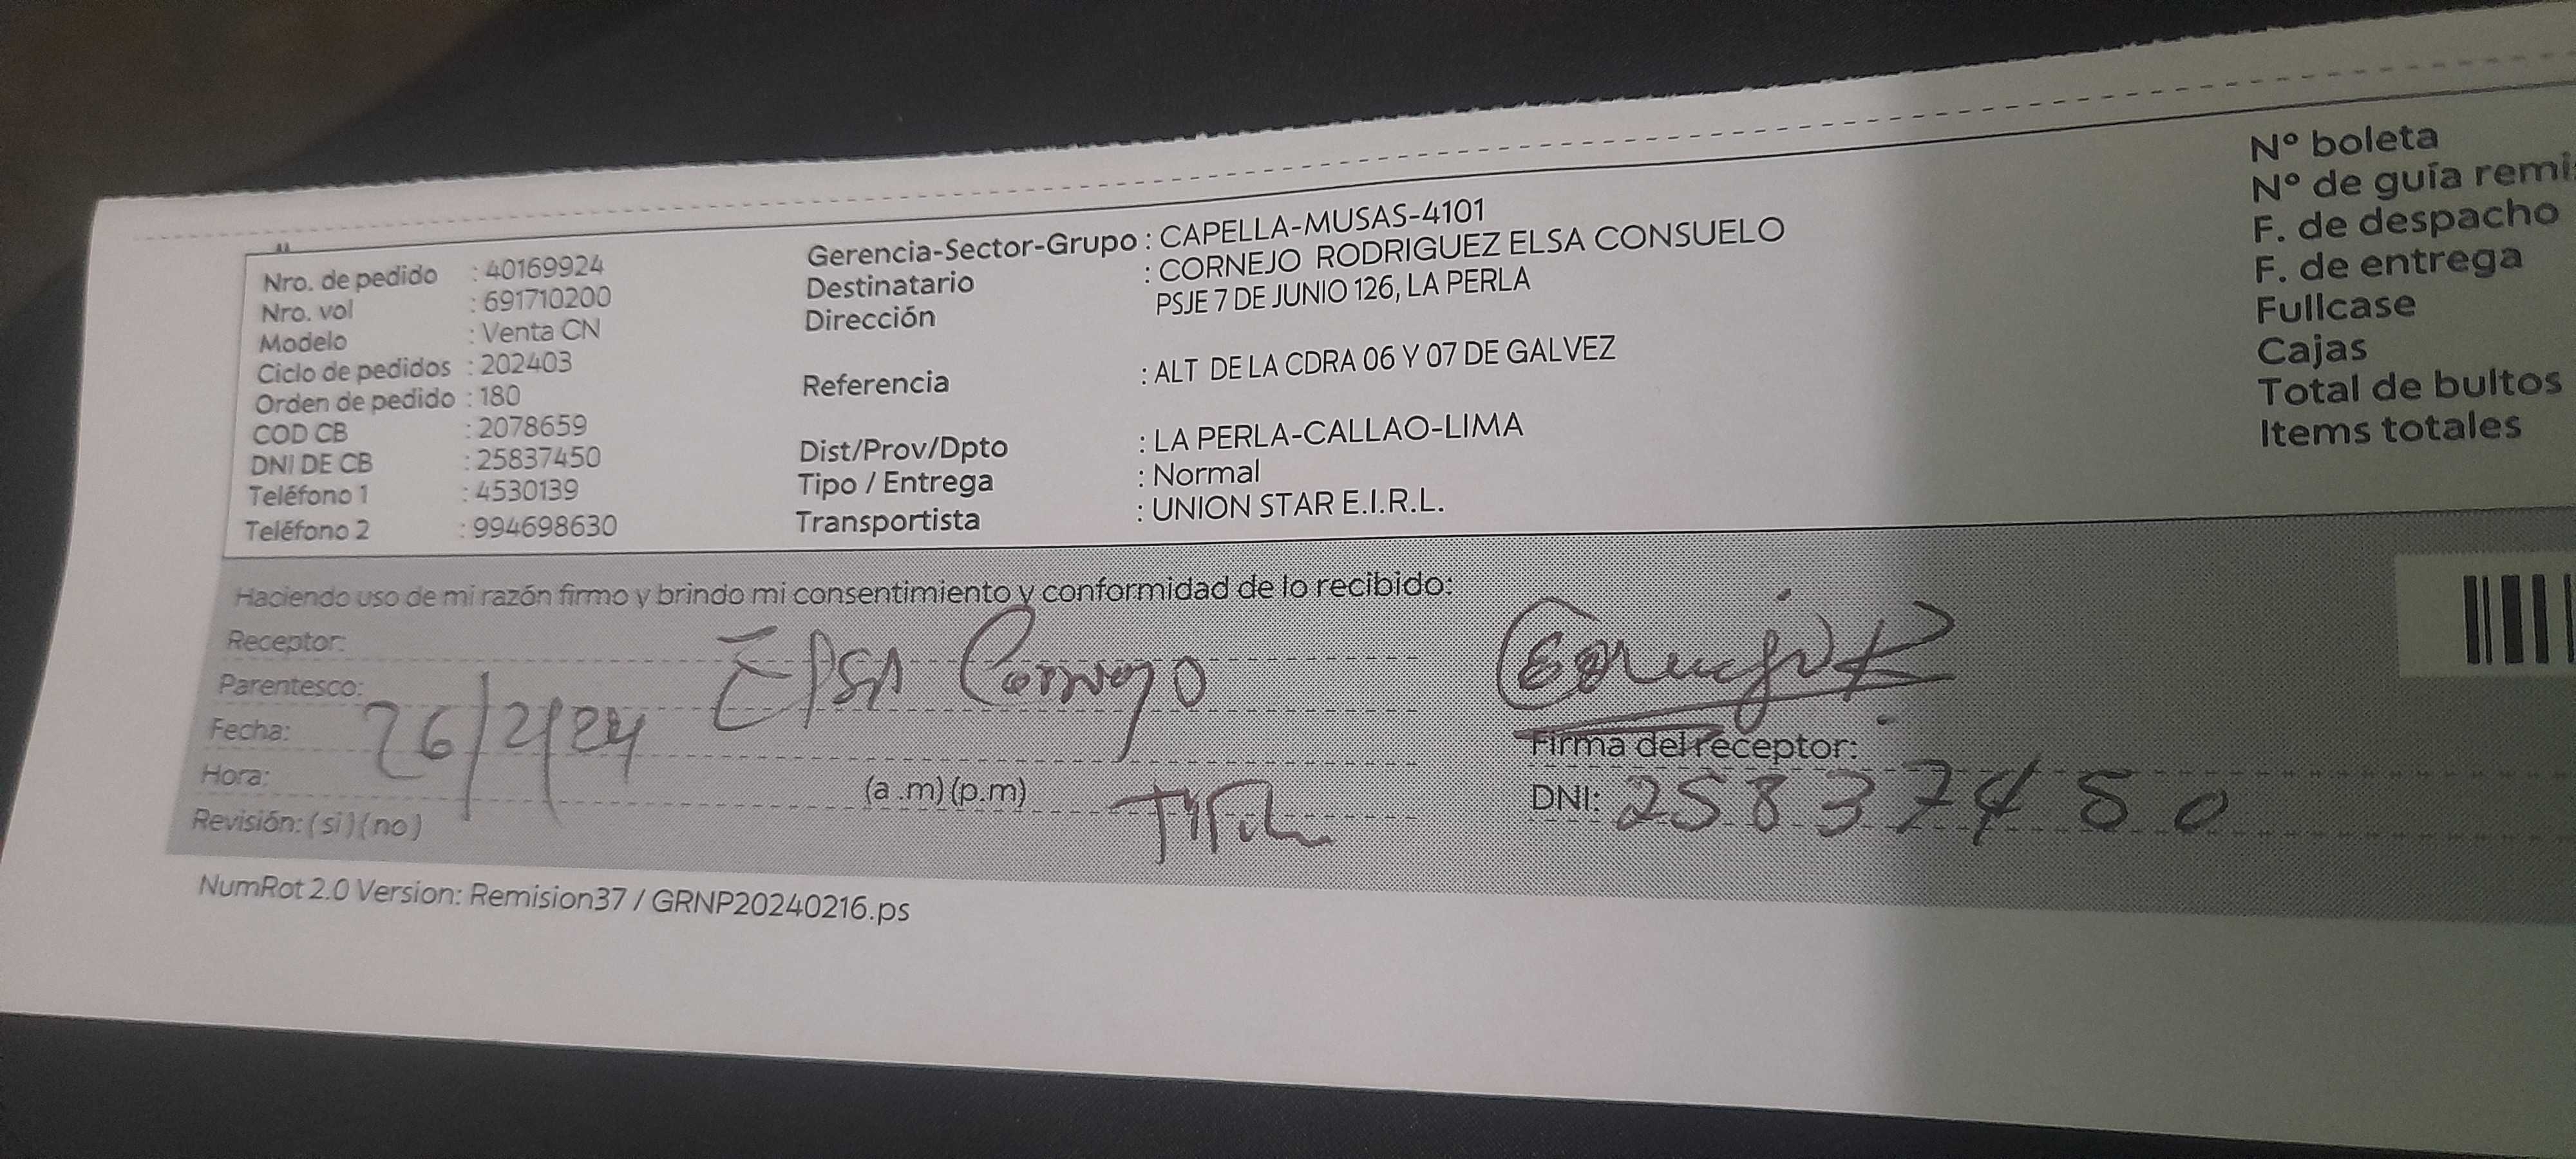 Nro. de pedido : 40169924
Nro. vol : 691710200
Modelo : Venta CN
Ciclo de pedidos : 202403
Orden de pedido : 180
COD CB : 2078659
DNI DE CB : 25837450
Teléfono 1 : 4530139
Teléfono 2 : 994698630
Gerencia-Sector-Grupo : CAPELLA-MUSAS-4101
Destinatario : CORNEJO RODRIGUEZ ELSA CONSUELO
Dirección PSJE 7 DE JUNIO 126, LA PERLA
Referencia : ALT DE LA CDRA 06 Y 07 DE GALVEZ
Dist/Prov/Dpto : LA PERLA-CALLAO-LIMA
Tipo / Entrega : Normal
Transportista : UNION STAR E.I.R.L.
Nº boleta
Nº de guía
F. de despacho
F. de entrega
Fullcase
Cajas
Total de bultos
Items totales
Haciendo uso de mi razón firmo y brindo mi consentimiento y conformidad de lo recibido:
Receptor: Elsa Cornejo
Parentesco:
Fecha: 26/2/24
Hora: (a .m) (p.m)
Revisión: ( si ) ( no )
Firma del receptor:
DNI: 25837450
NumRot 2.0 Version: Remision37 / GRNP20240216.ps